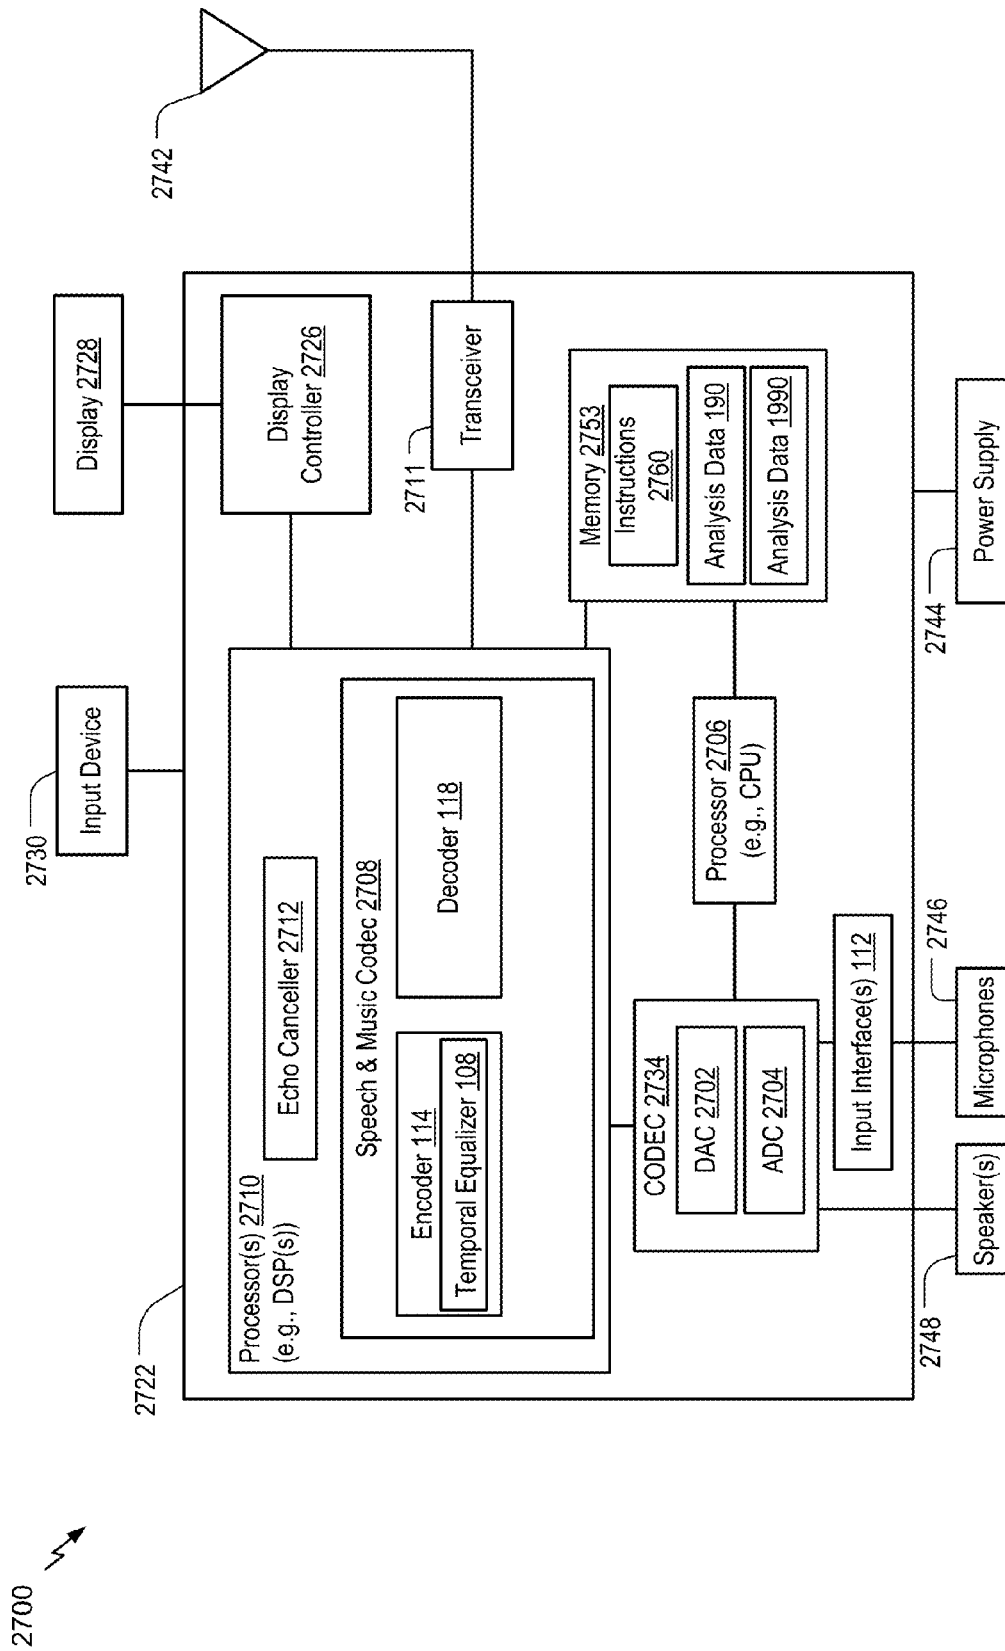 2700
2722
2730
Input Device
Display 2728
2742
Processor(s) 2710
(e.g., DSP(s))
Echo Canceller 2712
Speech & Music Codec 2708
Encoder 114
Temporal Equalizer 108
Decoder 118
Display
Controller 2726
2711
Transceiver
Memory 2753
Instructions
2760
Analysis Data 190
Analysis Data 1990
CODEC 2734
DAC 2702
ADC 2704
Processor 2706
(e.g., CPU)
Input Interface(s) 112
2748
Speaker(s)
2746
Microphones
2744
Power Supply